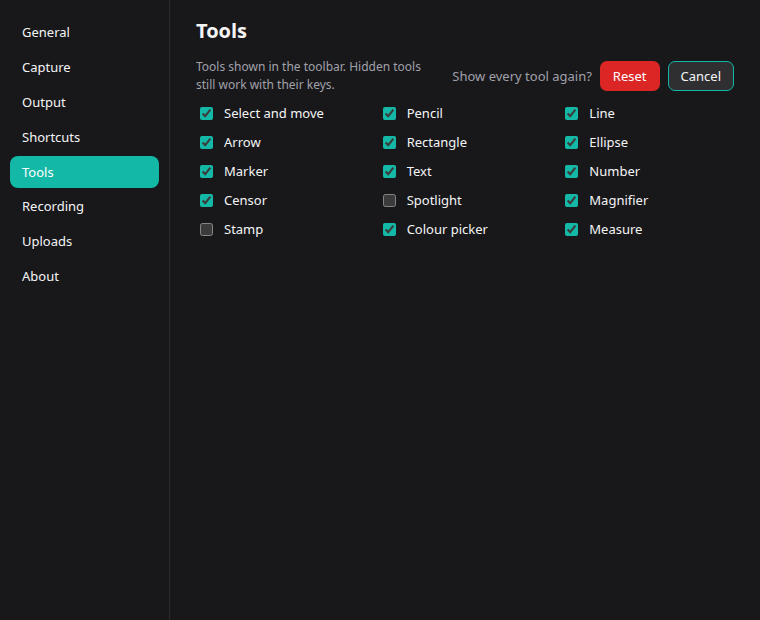 General
Capture
Output
Shortcuts
Tools
Recording
Uploads
About
Tools
Tools shown in the toolbar. Hidden tools
still work with their keys.
Show every tool again? Reset Cancel
Select and move Pencil Line
Arrow Rectangle Ellipse
Marker Text Number
Censor Spotlight Magnifier
Stamp Colour picker Measure